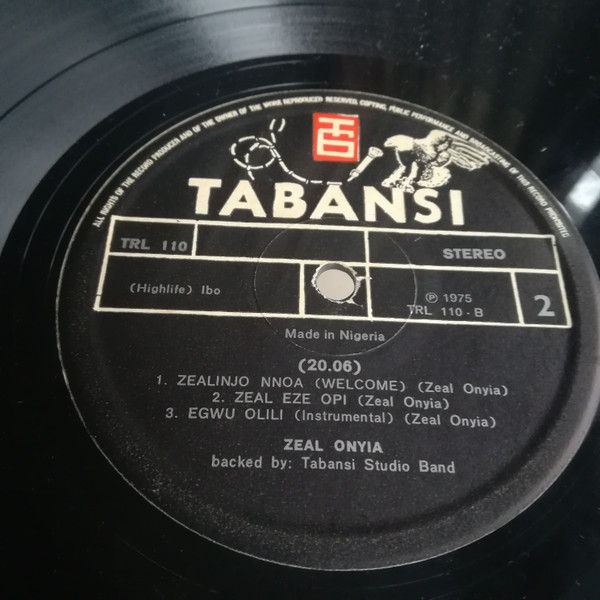 ALL RIGHTS OF THE RECORD PRODUCER AND OF THE OWNER OF THE WORK REPRODUCED RESERVED. COPYING, PUBLIC PERFORMANCE AND BROADCASTING OF THIS RECORD PROHIBITED
TABANSI
TRL 110
STEREO
(Highlife) Ibo
℗ 1975
TRL 110 - B
2
Made in Nigeria
(20.06)
1. ZEALINJO NNOA (WELCOME) (Zeal Onyia)
2. ZEAL EZE OPI (Zeal Onyia)
3. EGWU OLILI (Instrumental) (Zeal Onyia)
ZEAL ONYIA
backed by: Tabansi Studio Band